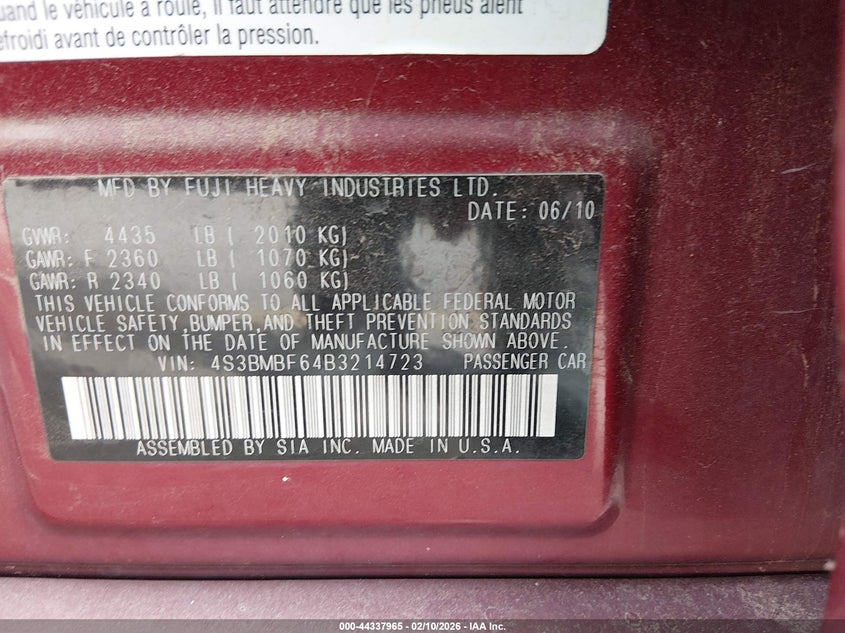 quand le véhicule a roulé, il faut attendre que les pneus aient
refroidi avant de contrôler la pression.
MFD BY FUJI HEAVY INDUSTRIES LTD.
DATE: 06/10
GVWR: 4435 LB ( 2010 KG)
GAWR: F 2360 LB ( 1070 KG)
GAWR: R 2340 LB ( 1060 KG)
THIS VEHICLE CONFORMS TO ALL APPLICABLE FEDERAL MOTOR
VEHICLE SAFETY,BUMPER,AND THEFT PREVENTION STANDARDS
IN EFFECT ON THE DATE OF MANUFACTURE SHOWN ABOVE.
VIN: 4S3BMBF64B3214723 PASSENGER CAR
ASSEMBLED BY SIA INC. MADE IN U.S.A.
000-44337965 - 02/10/2026 - IAA Inc.